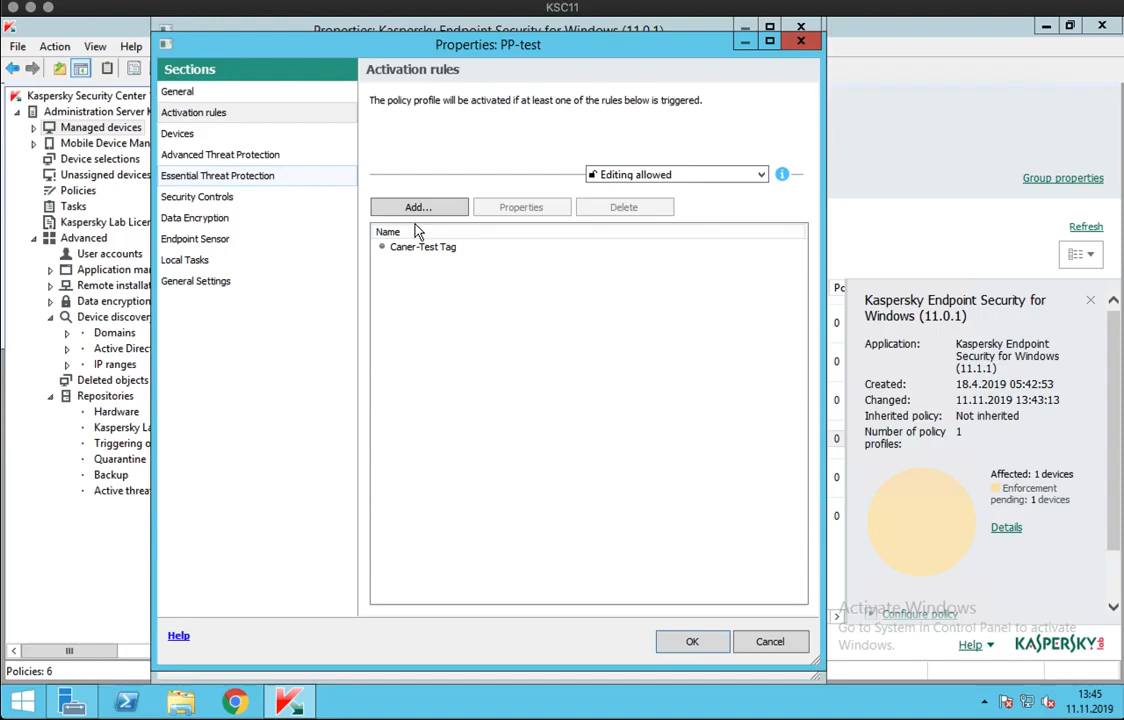 KSC11
File Action View Help
Kaspersky Security Center
Administration Server
Managed devices
Mobile Device Man
Device selections
Unassigned devices
Policies
Tasks
Kaspersky Lab Licen
Advanced
User accounts
Application ma
Remote installat
Data encryption
Device discover
Domains
Active Direc
IP ranges
Deleted objects
Repositories
Hardware
Kaspersky La
Triggering o
Quarantine
Backup
Active threat
Policies: 6
Properties: Kaspersky Endpoint Security for Windows (11.0.1)
Properties: PP-test
Sections
General
Activation rules
Devices
Advanced Threat Protection
Essential Threat Protection
Security Controls
Data Encryption
Endpoint Sensor
Local Tasks
General Settings
Help
Activation rules
The policy profile will be activated if at least one of the rules below is triggered.
Editing allowed
Add... Properties Delete
Name
Caner-Test Tag
OK Cancel
Group properties
Refresh
Po
0
0
0
0
0
0
Kaspersky Endpoint Security for
Windows (11.0.1)
Application: Kaspersky Endpoint
Security for Windows
(11.1.1)
Created: 18.4.2019 05:42:53
Changed: 11.11.2019 13:43:13
Inherited policy: Not inherited
Number of policy 1
profiles:
Affected: 1 devices
Enforcement
pending: 1 devices
Details
Configure policy
Activate Windows
Go to System in Control Panel to activate
Windows.
Help
KASPERSKY lab
13:45
11.11.2019